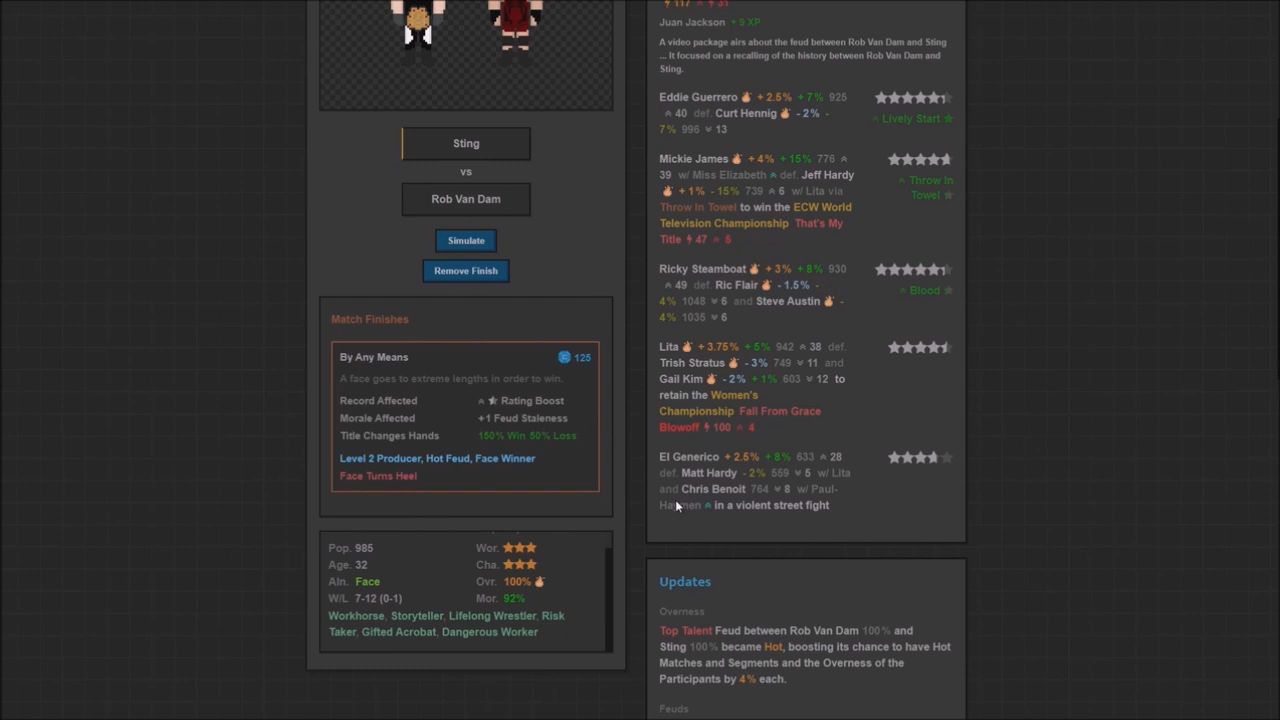 Sting
vs
Rob Van Dam
Simulate
Remove Finish
Match Finishes
By Any Means 125
A face goes to extreme lengths in order to win.
Record Affected Rating Boost
Morale Affected +1 Feud Staleness
Title Changes Hands 150% Win 50% Loss
Level 2 Producer, Hot Feud, Face Winner
Face Turns Heel
Pop. 985 Wor.
Age. 32 Cha.
Aln. Face Ovr. 100%
W/L 7-12 (0-1) Mor. 92%
Workhorse, Storyteller, Lifelong Wrestler, Risk
Taker, Gifted Acrobat, Dangerous Worker
117 31
Juan Jackson + 9 XP
A video package airs about the feud between Rob Van Dam and Sting
... It focused on a recalling of the history between Rob Van Dam and
Sting.
Eddie Guerrero + 2.5% + 7% 925
40 def. Curt Hennig - 2% -
7% 996 13
Lively Start
Mickie James + 4% + 15% 776
39 w/ Miss Elizabeth def. Jeff Hardy
+ 1% - 15% 739 6 w/ Lita via
Throw In Towel to win the ECW World
Television Championship That's My
Title 47 5
Throw In
Towel
Ricky Steamboat + 3% + 8% 930
49 def. Ric Flair - 1.5% -
4% 1048 6 and Steve Austin -
4% 1035 6
Blood
Lita + 3.75% + 5% 942 38 def.
Trish Stratus - 3% 749 11 and
Gail Kim - 2% + 1% 603 12 to
retain the Women's
Championship Fall From Grace
Blowoff 100 4
El Generico + 2.5% + 8% 633 28
def. Matt Hardy - 2% 559 5 w/ Lita
and Chris Benoit 764 8 w/ Paul-
Heymen in a violent street fight
Updates
Overness
Top Talent Feud between Rob Van Dam 100% and
Sting 100% became Hot, boosting its chance to have Hot
Matches and Segments and the Overness of the
Participants by 4% each.
Feuds